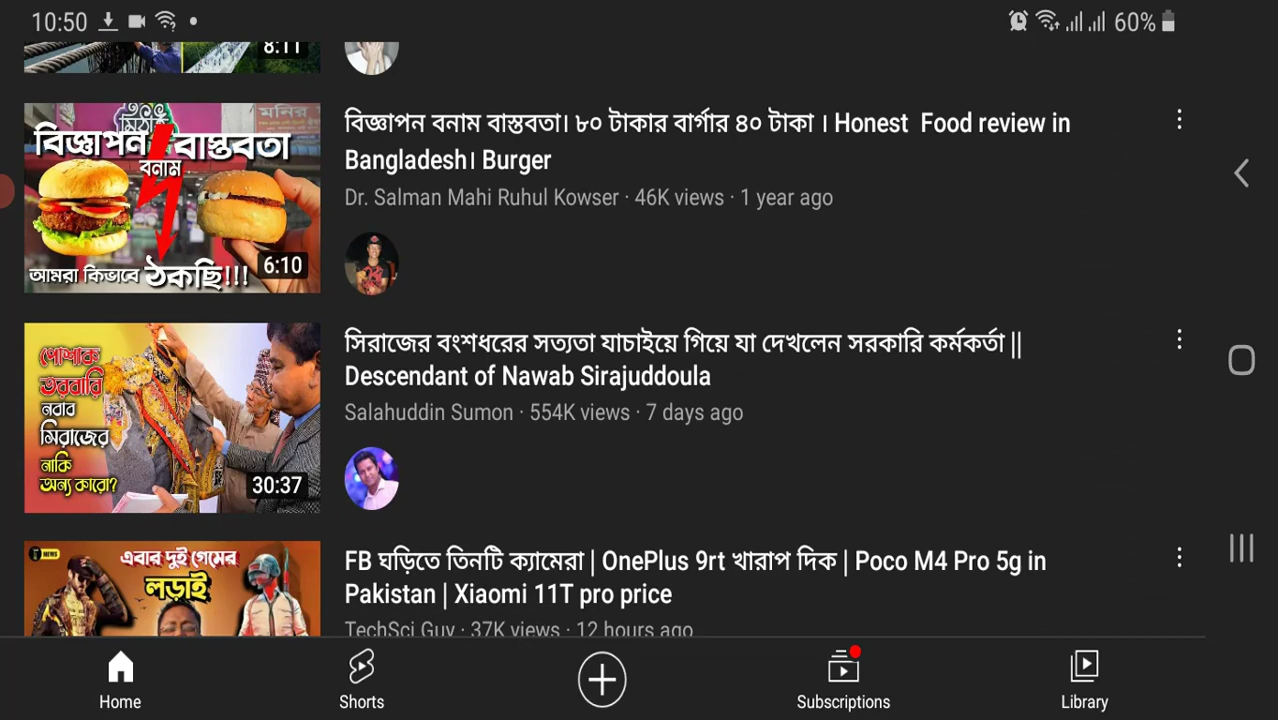 10:50
60%
8:11
মিঠাই
মনির
বিজ্ঞাপন বাস্তবতা
বনাম
আমরা কিভাবে ঠকছি!!!
6:10
বিজ্ঞাপন বনাম বাস্তবতা। ৮০ টাকার বার্গার ৪০ টাকা । Honest Food review in
Bangladesh। Burger
Dr. Salman Mahi Ruhul Kowser · 46K views · 1 year ago
পোশাক
তরবারি
নবাব
সিরাজের
নাকি
অন্য কারো?
30:37
সিরাজের বংশধরের সত্যতা যাচাইয়ে গিয়ে যা দেখলেন সরকারি কর্মকর্তা ||
Descendant of Nawab Sirajuddoula
Salahuddin Sumon · 554K views · 7 days ago
NEWS
এবার দুই গেমের
লড়াই
FB ঘড়িতে তিনটি ক্যামেরা | OnePlus 9rt খারাপ দিক | Poco M4 Pro 5g in
Pakistan | Xiaomi 11T pro price
TechSci Guy · 37K views · 12 hours ago
Home
Shorts
Subscriptions
Library